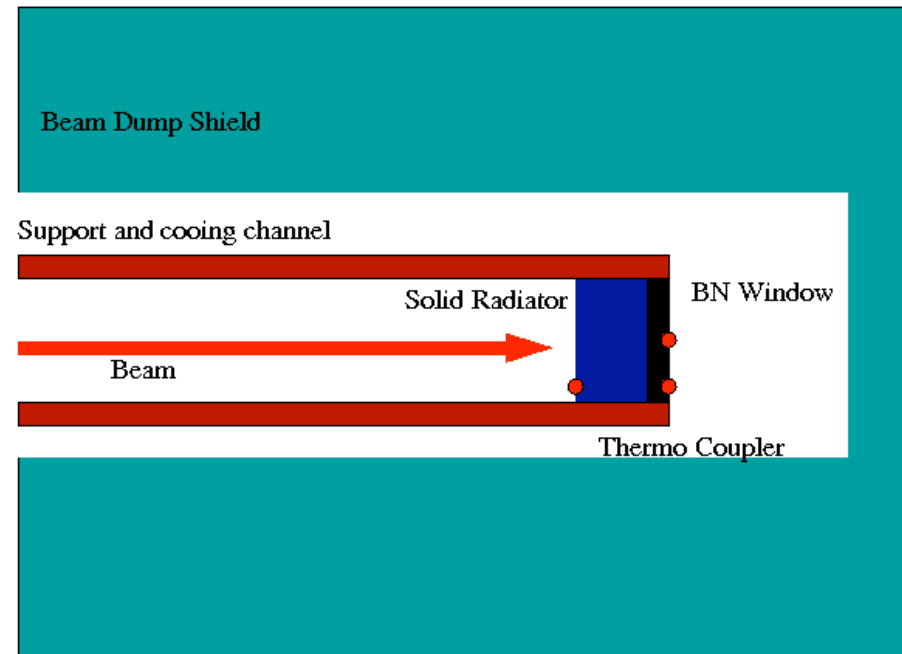 Beam Dump Shield
Support and cooing channel
Solid Radiator
BN Window
Beam
Thermo Coupler